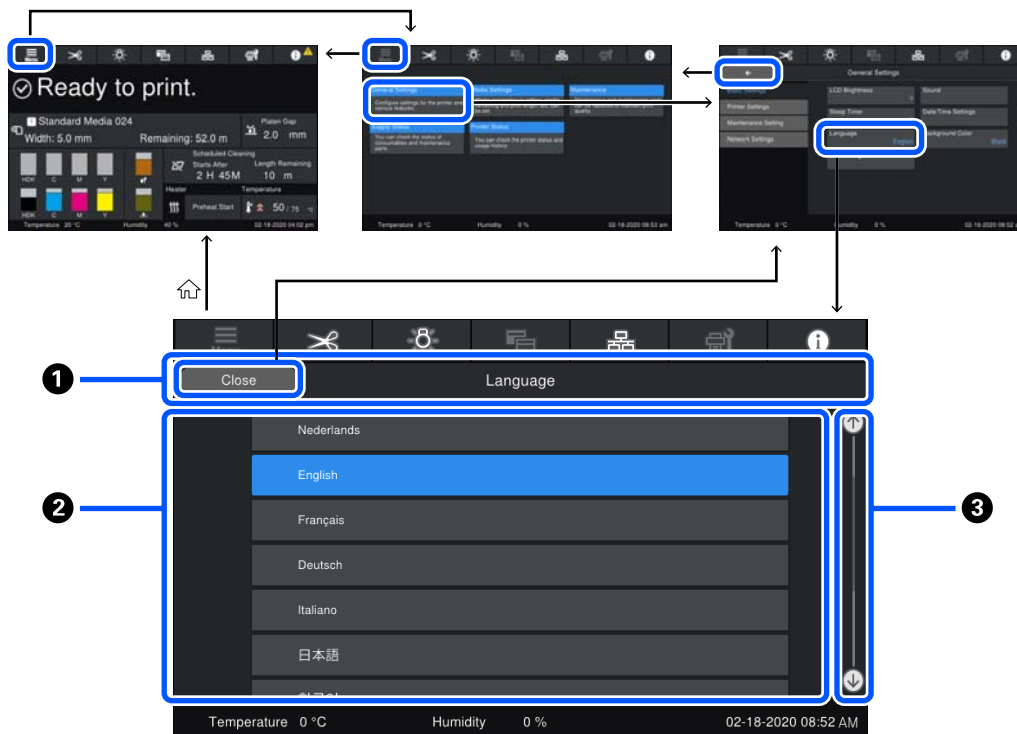 Menu
Ready to print.
1 Standard Media 024
Width: 5.0 mm
Remaining: 52.0 m
Platen Gap
2.0 mm
Scheduled Cleaning
Starts After
2 H 45M
Length Remaining
10 m
HDK C M Y
HDK C M Y
Heater
Preheat Start
Temperature
50 / 75 °C
Temperature 20 °C
Humidity 40 %
02-18-2020 04:02 pm
General Settings
Configure settings for the printer and
various features.
Media Settings
Maintenance
Supply Status
You can check the status of
consumables and maintenance
parts.
Printer Status
You can check the printer status and
usage history.
Temperature 0 °C
Humidity 0 %
02-18-2020 08:53 am
General Settings
Basic Settings
Printer Settings
Maintenance Setting
Network Settings
LCD Brightness
Sound
Sleep Timer
Date/Time Settings
Language
English
Background Color
Black
Temperature 0 °C
Humidity 0 %
02-18-2020 08:52
1
Close
Language
2
Nederlands
English
Français
Deutsch
Italiano
日本語
3
Temperature 0 °C
Humidity 0 %
02-18-2020 08:52 AM